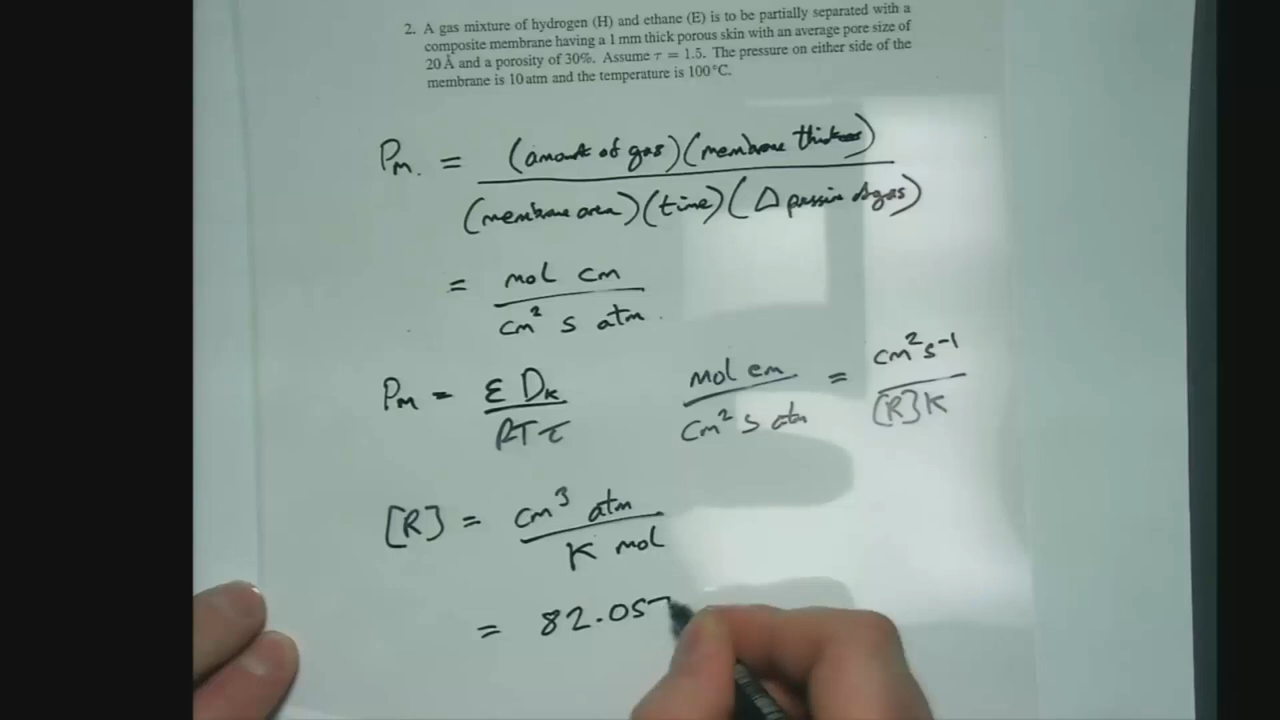 2. A gas mixture of hydrogen (H) and ethane (E) is to be partially separated with a
composite membrane having a 1 mm thick porous skin with an average pore size of
20 Å and a porosity of 30%. Assume τ = 1.5. The pressure on either side of the
membrane is 10 atm and the temperature is 100 °C.
PM. = (amount of gas)(membrane thickness)
(membrane area)(time)(Δ pressure gas)
= mol cm
cm² s atm.
PM = ε DK / RTτ mol cm / cm² s atm = cm² s⁻¹ / [R]K
[R] = cm³ atm
K mol
= 82.057